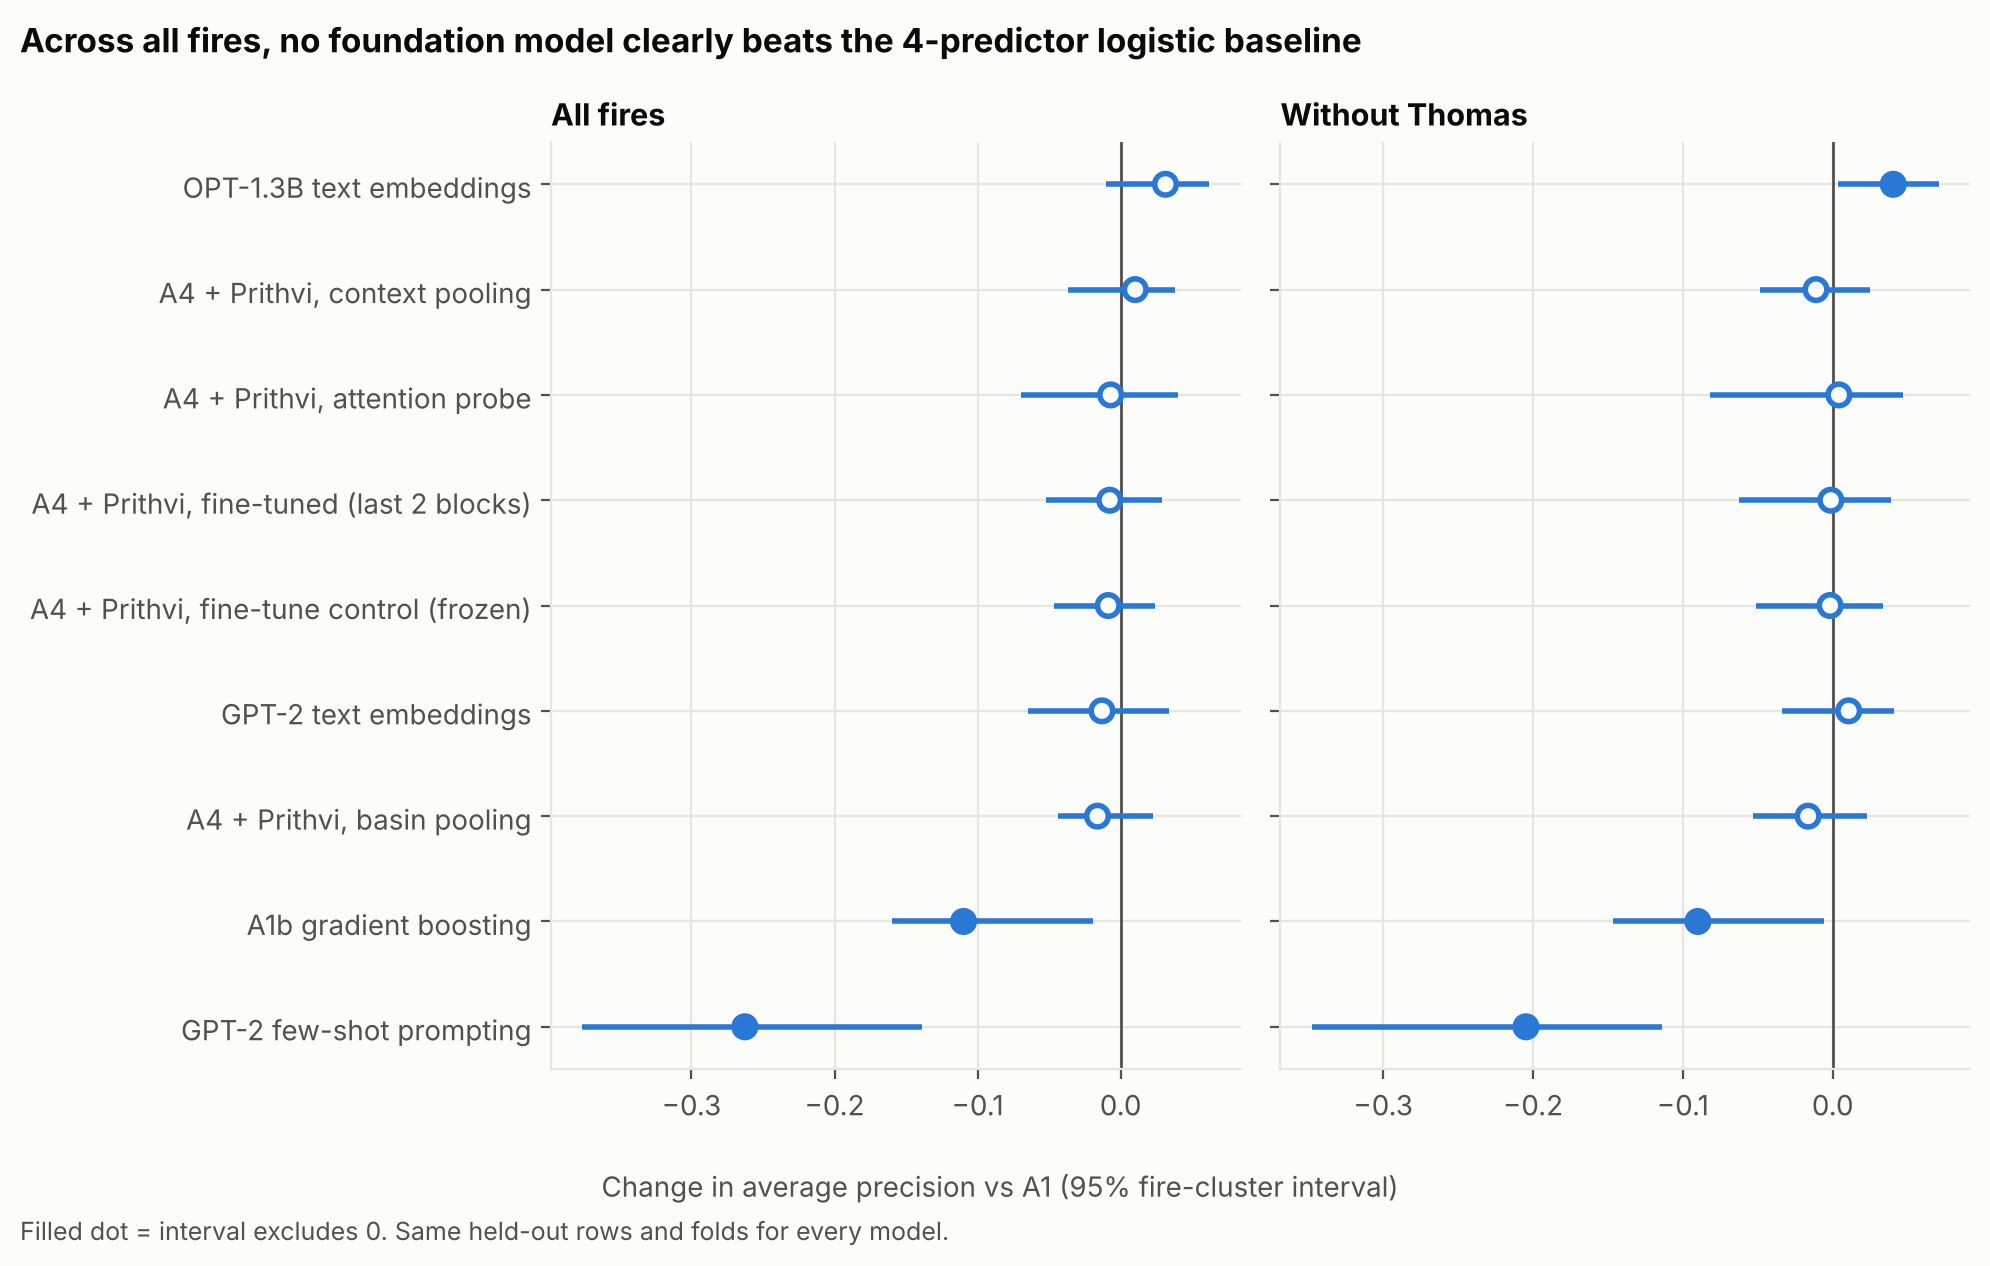 Across all fires, no foundation model clearly beats the 4-predictor logistic baseline
All fires
Without Thomas
OPT-1.3B text embeddings
A4 + Prithvi, context pooling
A4 + Prithvi, attention probe
A4 + Prithvi, fine-tuned (last 2 blocks)
A4 + Prithvi, fine-tune control (frozen)
GPT-2 text embeddings
A4 + Prithvi, basin pooling
A1b gradient boosting
GPT-2 few-shot prompting
−0.3 −0.2 −0.1 0.0
−0.3 −0.2 −0.1 0.0
Change in average precision vs A1 (95% fire-cluster interval)
Filled dot = interval excludes 0. Same held-out rows and folds for every model.